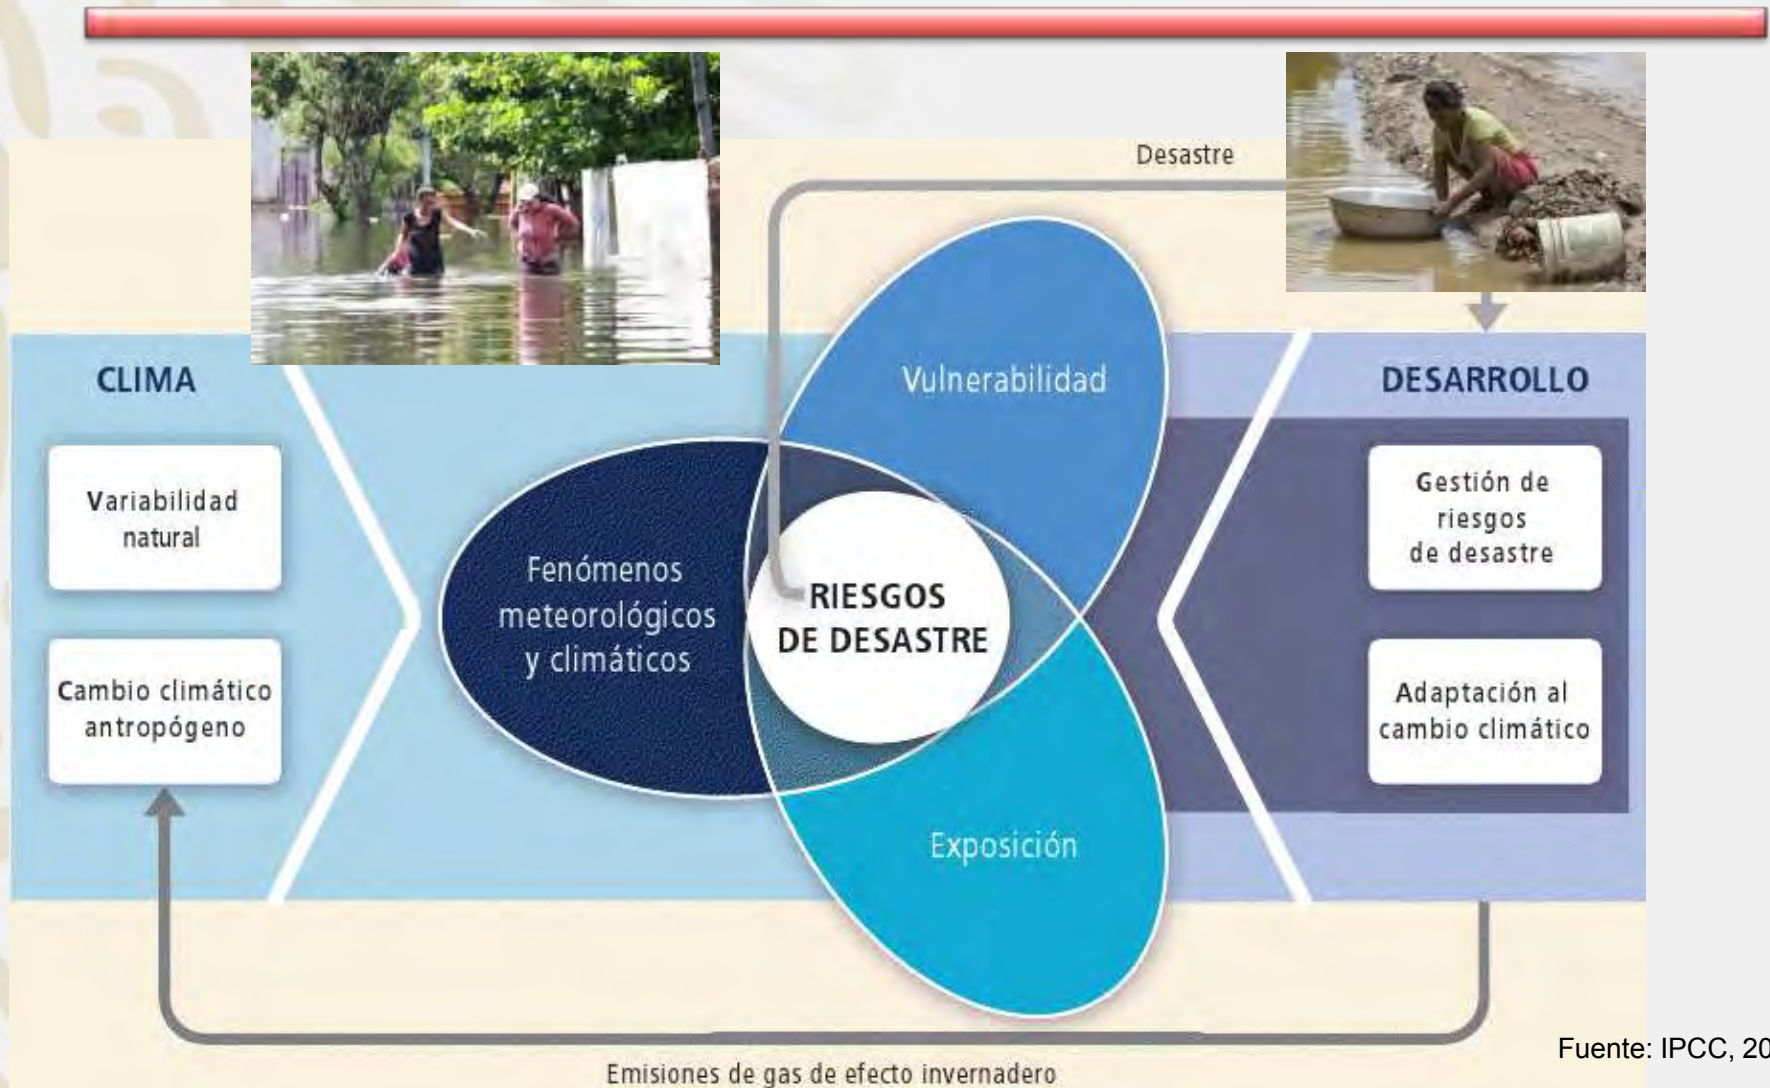 Desastre
CLIMA
Variabilidad
natural
Cambio climático
antropógeno
Fenómenos
meteorológicos
y climáticos
Vulnerabilidad
RIESGOS
DE DESASTRE
Exposición
DESARROLLO
Gestión de
riesgos
de desastre
Adaptación al
cambio climático
Emisiones de gas de efecto invernadero
Fuente: IPCC, 20